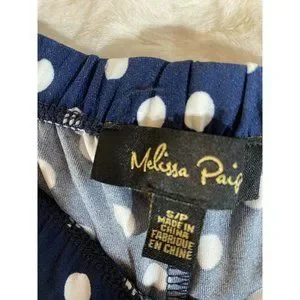 Melissa Paig
S/P
MADE IN
CHINA
FABRIQUE
EN CHINE